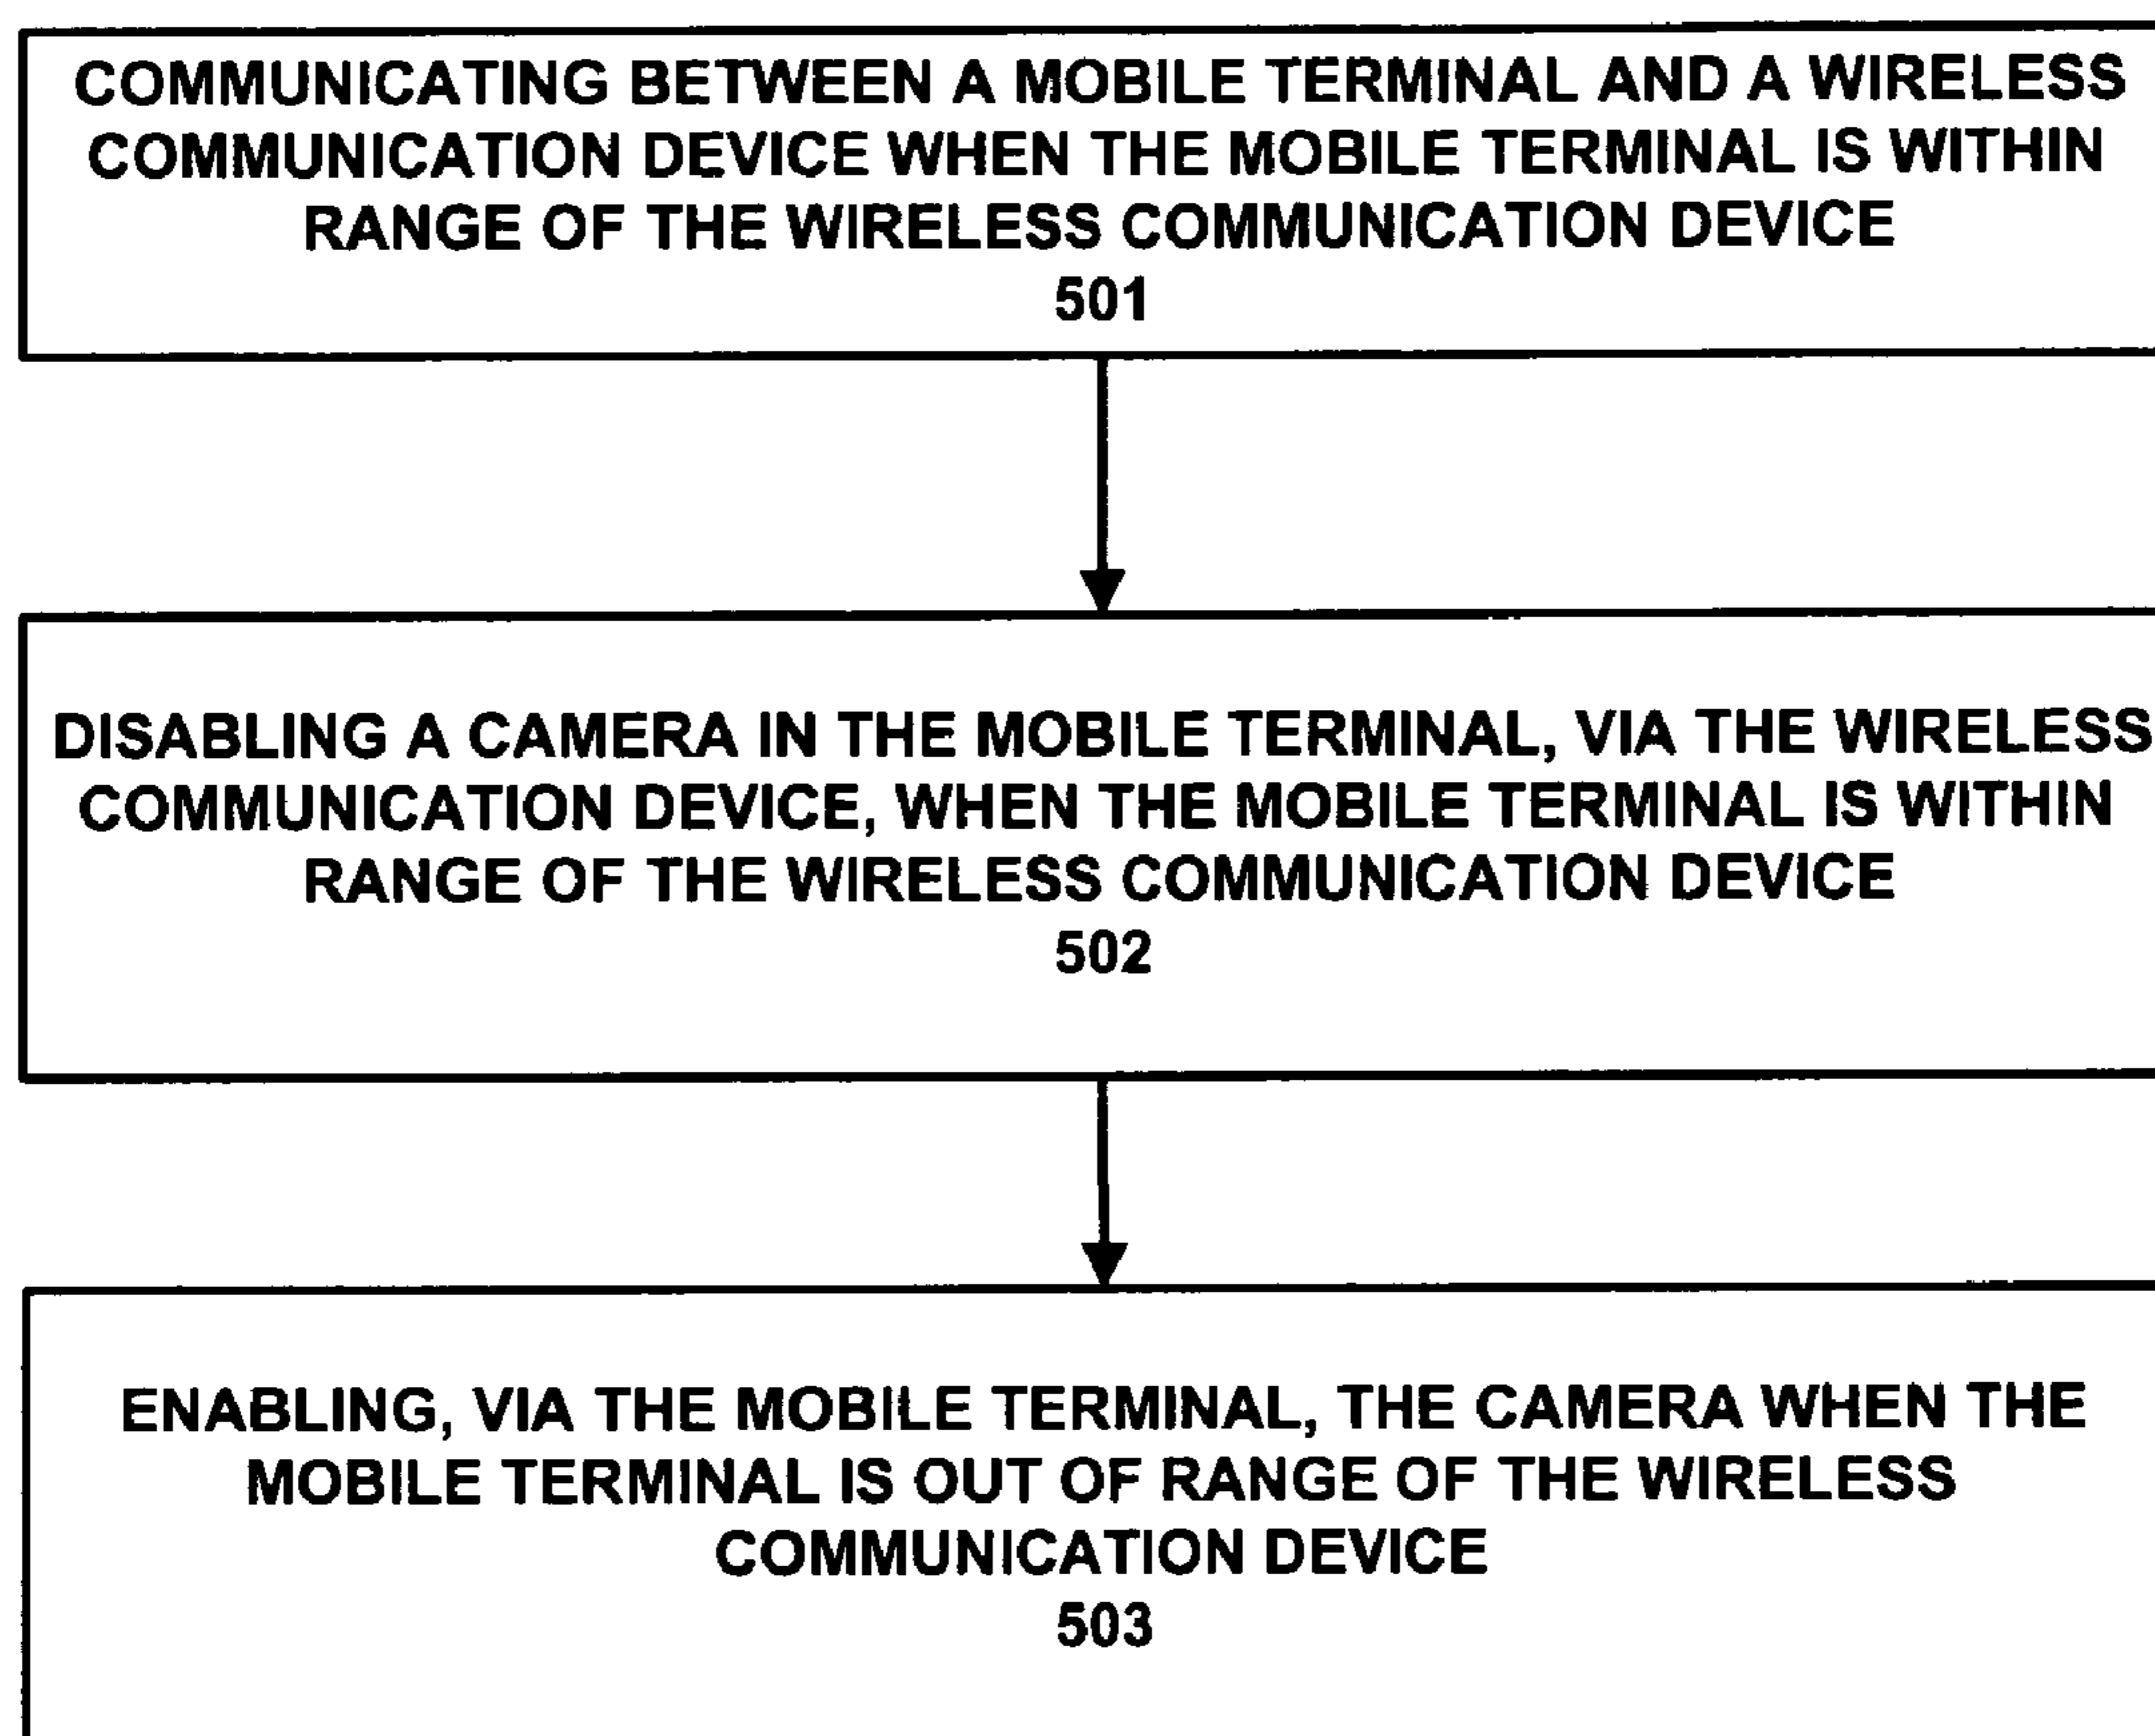 COMMUNICATING BETWEEN A MOBILE TERMINAL AND A WIRELESS
COMMUNICATION DEVICE WHEN THE MOBILE TERMINAL IS WITHIN
RANGE OF THE WIRELESS COMMUNICATION DEVICE
501
DISABLING A CAMERA IN THE MOBILE TERMINAL, VIA THE WIRELESS
COMMUNICATION DEVICE, WHEN THE MOBILE TERMINAL IS WITHIN
RANGE OF THE WIRELESS COMMUNICATION DEVICE
502
ENABLING, VIA THE MOBILE TERMINAL, THE CAMERA WHEN THE
MOBILE TERMINAL IS OUT OF RANGE OF THE WIRELESS
COMMUNICATION DEVICE
503